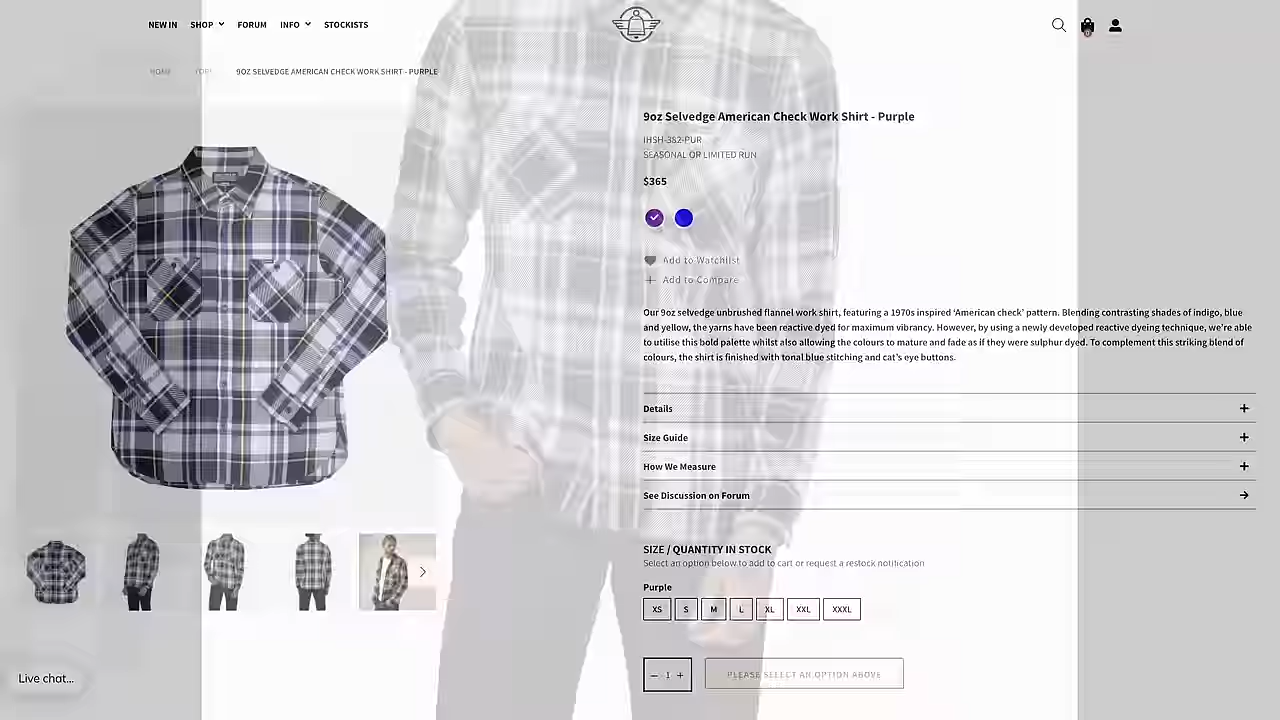 NEW IN SHOP FORUM INFO STOCKISTS
0
HOME 9OZ SELVEDGE AMERICAN CHECK WORK SHIRT - PURPLE
9oz Selvedge American Check Work Shirt - Purple
IHSH-382-PUR
SEASONAL OR LIMITED RUN
$365
Add to Watchlist
Add to Compare
Our 9oz selvedge unbrushed flannel work shirt, featuring a 1970s inspired ‘American check’ pattern. Blending contrasting shades of indigo, blue
and yellow, the yarns have been reactive dyed for maximum vibrancy. However, by using a newly developed reactive dyeing technique, we’re able
to utilise this bold palette whilst also allowing the colours to mature and fade as if they were sulphur dyed. To complement this striking blend of
colours, the shirt is finished with tonal blue stitching and cat’s eye buttons.
Details +
Size Guide +
How We Measure +
See Discussion on Forum →
SIZE / QUANTITY IN STOCK
Select an option below to add to cart or request a restock notification
Purple
XS S M L XL XXL XXXL
− 1 + PLEASE SELECT AN OPTION ABOVE
Live chat...